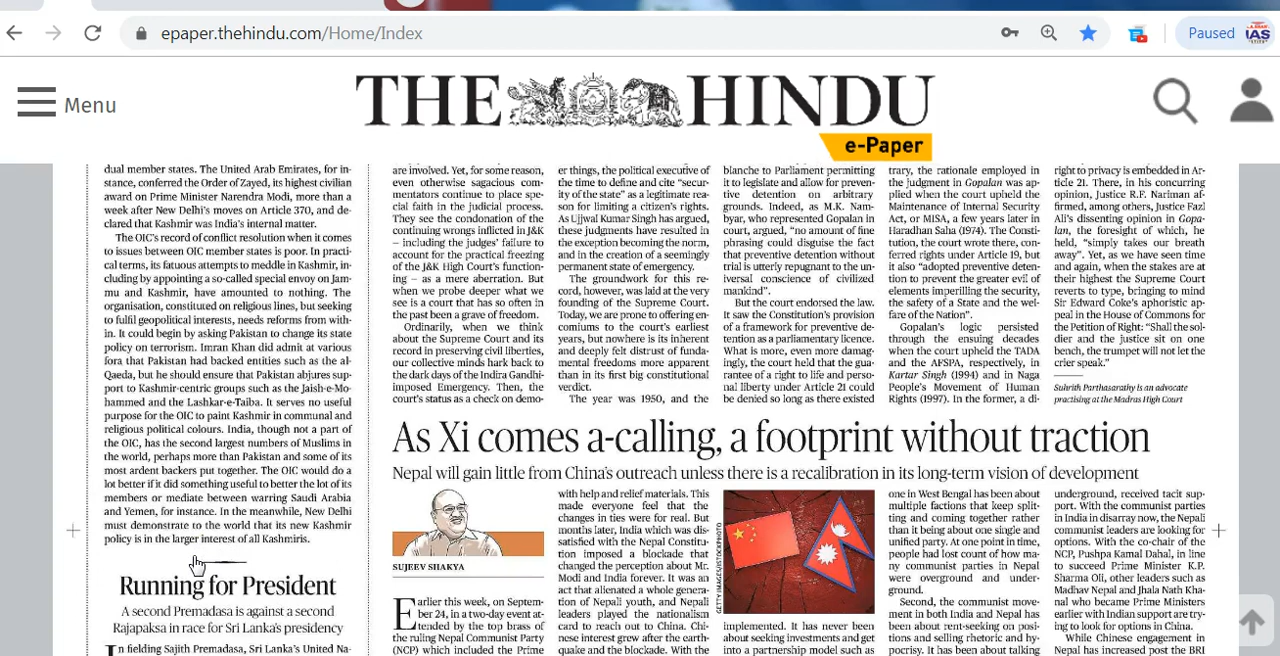 epaper.thehindu.com/Home/Index
Paused
IAS
Menu
THE HINDU
e-Paper
dual member states. The United Arab Emirates, for in-
stance, conferred the Order of Zayed, its highest civilian
award on Prime Minister Narendra Modi, more than a
week after New Delhi's moves on Article 370, and de-
clared that Kashmir was India's internal matter.
The OIC's record of conflict resolution when it comes
to issues between OIC member states is poor. In practi-
cal terms, its fatuous attempts to meddle in Kashmir, in-
cluding by appointing a so-called special envoy on Jam-
mu and Kashmir, have amounted to nothing. The
organisation, constituted on religious lines, but seeking
to fulfil geopolitical interests, needs reforms from with-
in. It could begin by asking Pakistan to change its state
policy on terrorism. Imran Khan did admit at various
fora that Pakistan had backed entities such as the al-
Qaeda, but he should ensure that Pakistan abjures sup-
port to Kashmir-centric groups such as the Jaish-e-Mo-
hammed and the Lashkar-e-Taiba. It serves no useful
purpose for the OIC to paint Kashmir in communal and
religious political colours. India, though not a part of
the OIC, has the second largest numbers of Muslims in
the world, perhaps more than Pakistan and some of its
most ardent backers put together. The OIC would do a
lot better if it did something useful to better the lot of its
members or mediate between warring Saudi Arabia
and Yemen, for instance. In the meanwhile, New Delhi
must demonstrate to the world that its new Kashmir
policy is in the larger interest of all Kashmiris.
Running for President
A second Premadasa is against a second
Rajapaksa in race for Sri Lanka's presidency
In fielding Sajith Premadasa, Sri Lanka's United Na-
are involved. Yet, for some reason,
even otherwise sagacious com-
mentators continue to place spe-
cial faith in the judicial process.
They see the condonation of the
continuing wrongs inflicted in J&K
– including the judges' failure to
account for the practical freezing
of the J&K High Court's function-
ing – as a mere aberration. But
when we probe deeper what we
see is a court that has so often in
the past been a grave of freedom.
Ordinarily, when we think
about the Supreme Court and its
record in preserving civil liberties,
our collective minds hark back to
the dark days of the Indira Gandhi-
imposed Emergency. Then, the
court's status as a check on demo-
er things, the political executive of
the time to define and cite "secur-
ity of the state" as a legitimate rea-
son for limiting a citizen's rights.
As Ujjwal Kumar Singh has argued,
these judgments have resulted in
the exception becoming the norm,
and in the creation of a seemingly
permanent state of emergency.
The groundwork for this re-
cord, however, was laid at the very
founding of the Supreme Court.
Today, we are prone to offering en-
comiums to the court's earliest
years, but nowhere is its inherent
and deeply felt distrust of funda-
mental freedoms more apparent
than in its first big constitutional
verdict.
The year was 1950, and the
blanche to Parliament permitting
it to legislate and allow for preven-
tive detention on arbitrary
grounds. Indeed, as M.K. Nam-
byar, who represented Gopalan in
court, argued, "no amount of fine
phrasing could disguise the fact
that preventive detention without
trial is utterly repugnant to the un-
iversal conscience of civilized
mankind".
But the court endorsed the law.
It saw the Constitution's provision
of a framework for preventive de-
tention as a parliamentary licence.
What is more, even more damag-
ingly, the court held that the gua-
rantee of a right to life and perso-
nal liberty under Article 21 could
be denied so long as there existed
trary, the rationale employed in
the judgment in Gopalan was ap-
plied when the court upheld the
Maintenance of Internal Security
Act, or MISA, a few years later in
Haradhan Saha (1974). The Consti-
tution, the court wrote there, con-
ferred rights under Article 19, but
it also "adopted preventive deten-
tion to prevent the greater evil of
elements imperilling the security,
the safety of a State and the wel-
fare of the Nation".
Gopalan's logic persisted
through the ensuing decades
when the court upheld the TADA
and the AFSPA, respectively, in
Kartar Singh (1994) and in Naga
People's Movement of Human
Rights (1997). In the former, a di-
right to privacy is embedded in Ar-
ticle 21. There, in his concurring
opinion, Justice R.F. Nariman af-
firmed, among others, Justice Fazl
Ali's dissenting opinion in Gopa-
lan, the foresight of which, he
held, "simply takes our breath
away". Yet, as we have seen time
and again, when the stakes are at
their highest the Supreme Court
reverts to type, bringing to mind
Sir Edward Coke's aphoristic ap-
peal in the House of Commons for
the Petition of Right: "Shall the sol-
dier and the justice sit on one
bench, the trumpet will not let the
crier speak."
Suhrith Parthasarathy is an advocate
practising at the Madras High Court
As Xi comes a-calling, a footprint without traction
Nepal will gain little from China's outreach unless there is a recalibration in its long-term vision of development
SUJEEV SHAKYA
Earlier this week, on Septem-
ber 24, in a two-day event at-
tended by the top brass of
the ruling Nepal Communist Party
(NCP) which included the Prime
with help and relief materials. This
made Nepali people feel that the
changes in ties were for real. But
months later, India which was dis-
satisfied with the Nepal Constitu-
tion imposed a blockade that
changed the perception about Mr.
Modi and India forever. It was an
act that alienated a whole genera-
tion of Nepali youth, and Nepali
leaders played the nationalism
card to reach out to China. Chi-
nese interest grew after the earth-
quake and the blockade. With the
GETTY IMAGES/ISTOCKPHOTO
implemented. It has never been
about seeking investments and get
into a partnership model such as
one in West Bengal has been about
multiple factions that keep split-
ting and coming together rather
than it being about one single and
unified party. At one point in time,
people had lost count of how ma-
ny communist parties in Nepal
were overground and under-
ground.
Second, the communist move-
ment in both India and Nepal has
been about rent-seeking on posi-
tions and selling rhetoric and hy-
pocrisy. It has been about talking
underground, received tacit sup-
port. With the communist parties
in India in disarray now, the Nepali
communist leaders are looking for
options. With the co-chair of the
NCP, Pushpa Kamal Dahal, in line
to succeed Prime Minister K.P.
Sharma Oli, other leaders such as
Madhav Nepal and Jhala Nath Kha-
nal who became Prime Ministers
earlier with Indian support are try-
ing to look for options in China.
While Chinese engagement in
Nepal has increased post the BRI